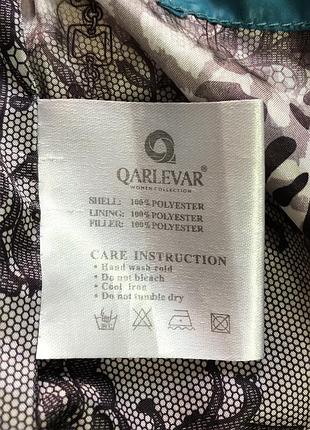 QARLEVAR®
WOMEN COLLECTION
SHELL: 100% POLYESTER
LINING: 100% POLYESTER
FILLER: 100% POLYESTER
CARE INSTRUCTION
• Hand wash cold
• Do not bleach
• Cool iron
• Do not tumble dry